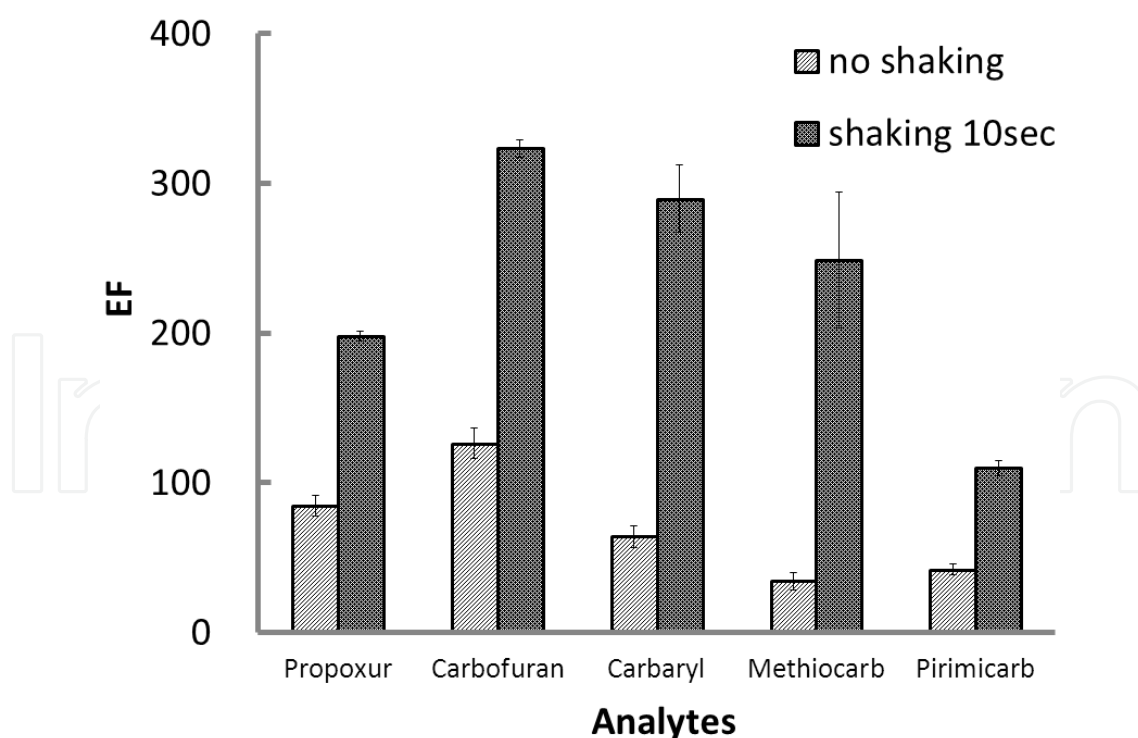 400
300
200
100
0
EF
no shaking
shaking 10sec
Propoxur Carbofuran Carbaryl Methiocarb Pirimicarb
Analytes